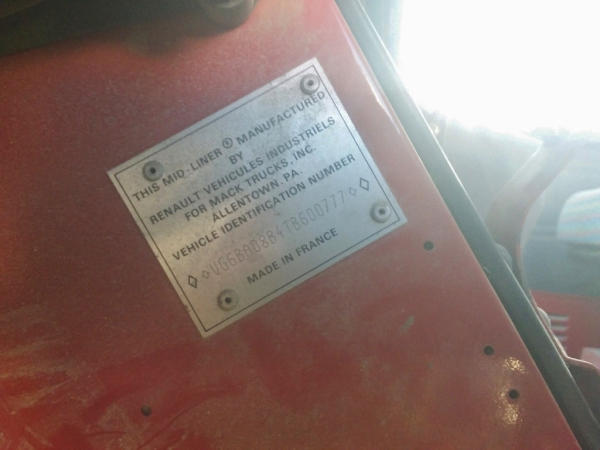 THIS MID-LINER® MANUFACTURED
BY
RENAULT VEHICULES INDUSTRIELS
FOR MACK TRUCKS, INC.
ALLENTOWN, PA.
VEHICLE IDENTIFICATION NUMBER
VG6BA08B4TB600777
MADE IN FRANCE